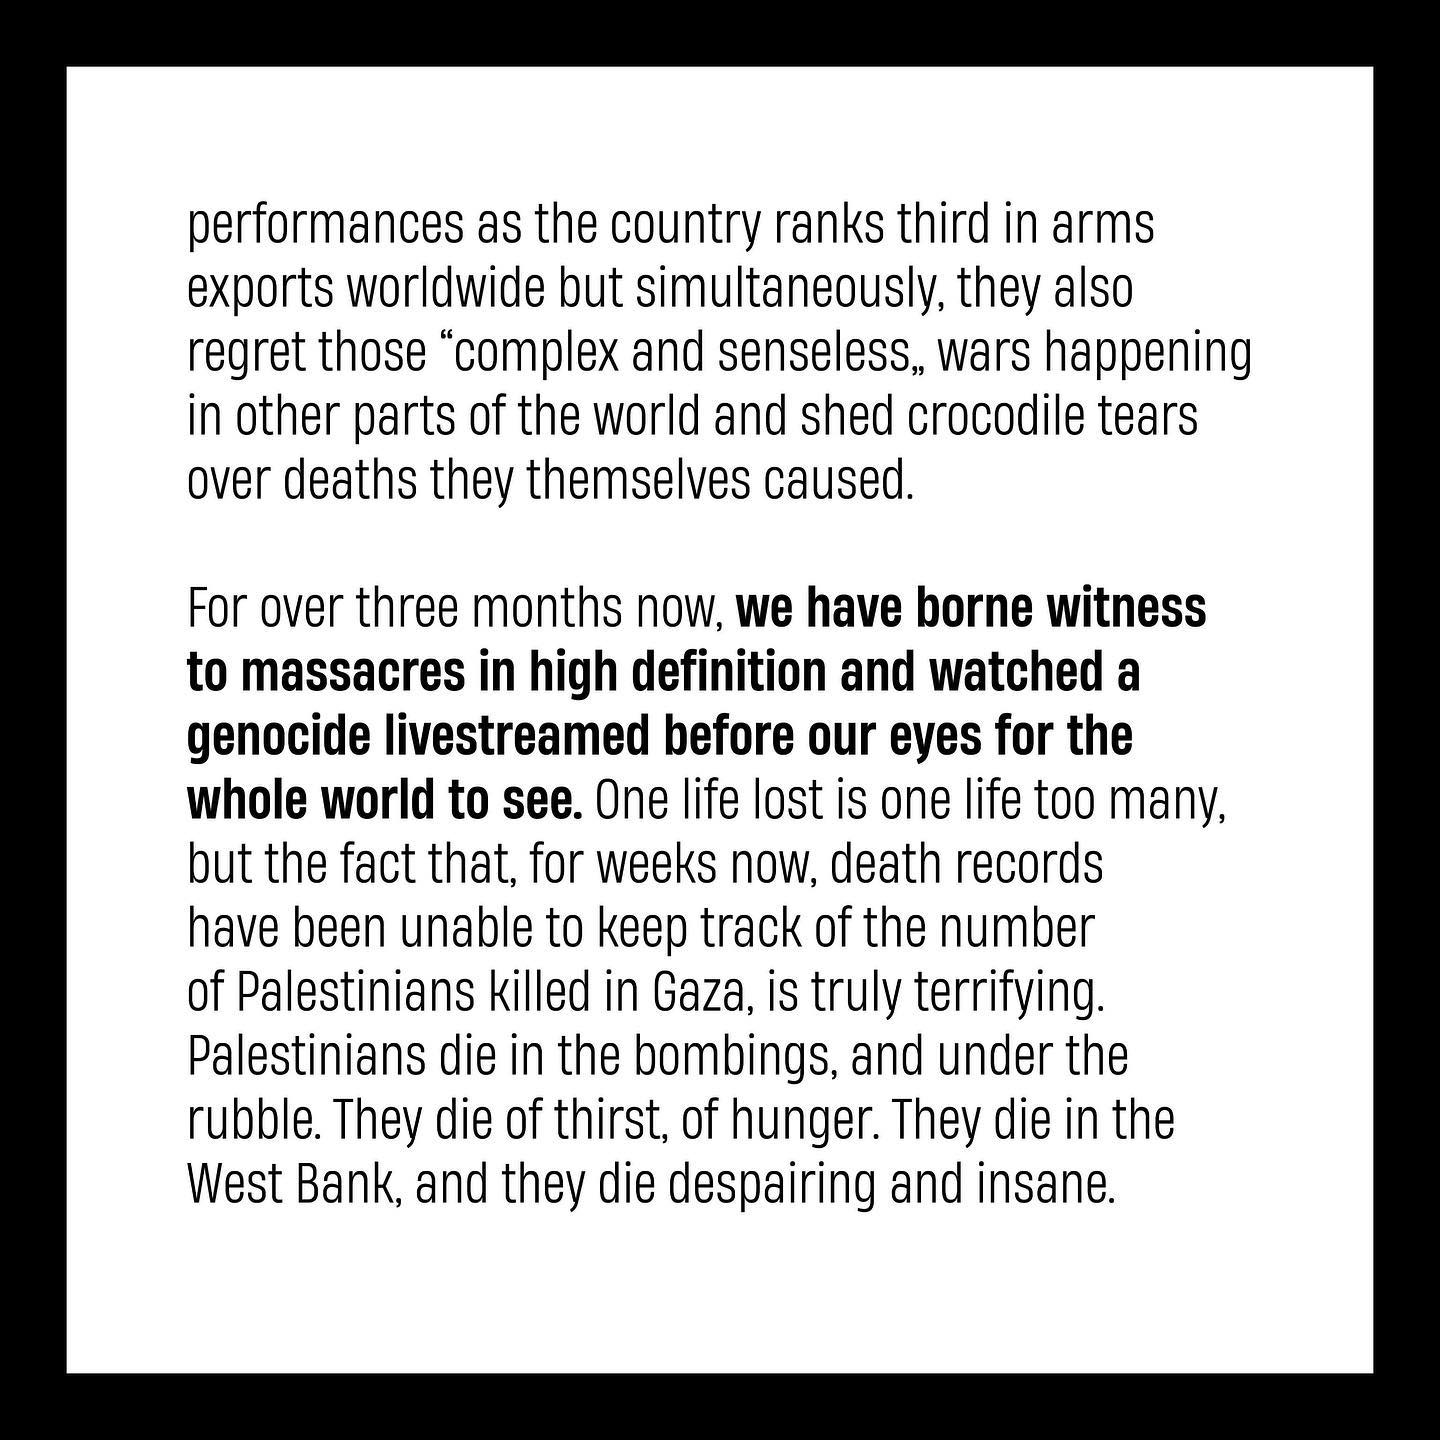 performances as the country ranks third in arms
exports worldwide but simultaneously, they also
regret those “complex and senseless„ wars happening
in other parts of the world and shed crocodile tears
over deaths they themselves caused.
For over three months now, we have borne witness
to massacres in high definition and watched a
genocide livestreamed before our eyes for the
whole world to see. One life lost is one life too many,
but the fact that, for weeks now, death records
have been unable to keep track of the number
of Palestinians killed in Gaza, is truly terrifying.
Palestinians die in the bombings, and under the
rubble. They die of thirst, of hunger. They die in the
West Bank, and they die despairing and insane.